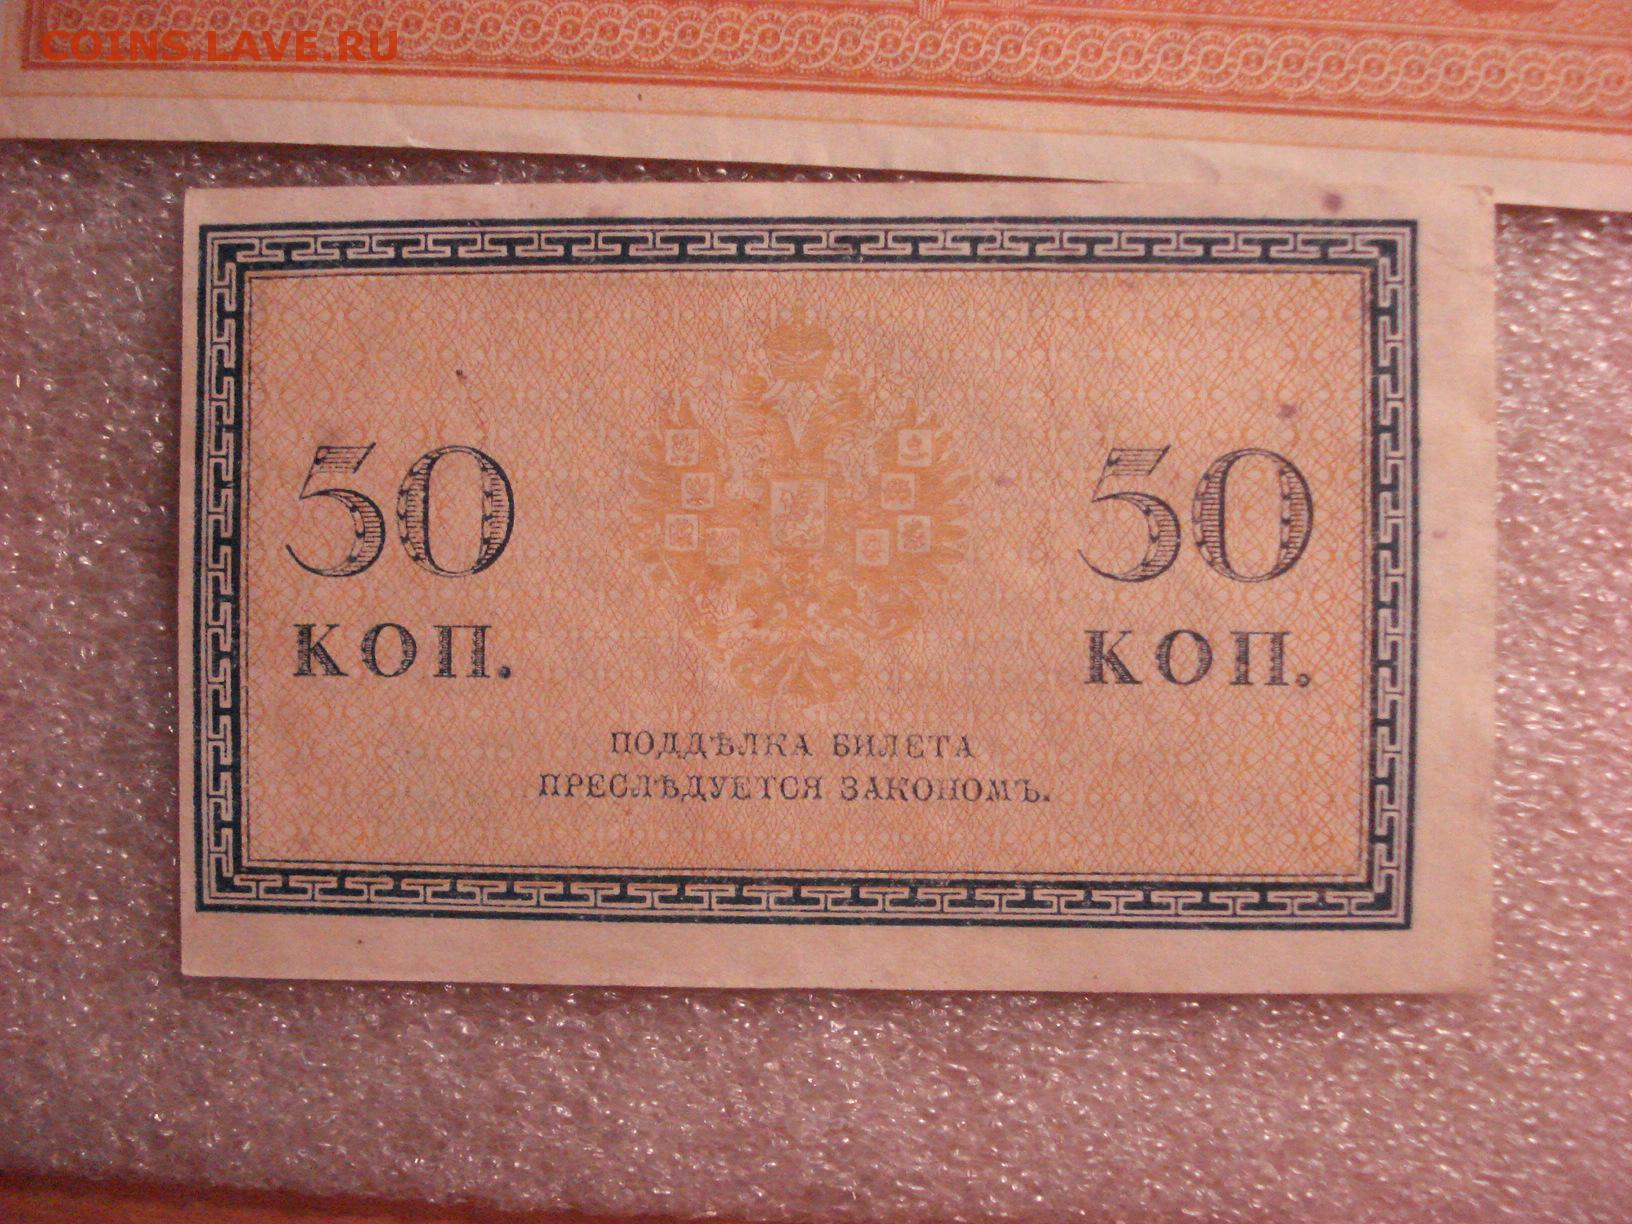 COINS.LAVE.RU
50 50
КОП. КОП.
ПОДДѢЛКА БИЛЕТА
ПРЕСЛѢДУЕТСЯ ЗАКОНОМЪ.